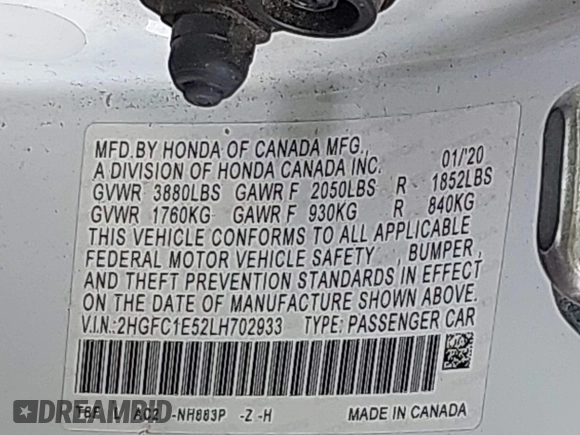 MFD.BY HONDA OF CANADA MFG.,
A DIVISION OF HONDA CANADA INC. 01/'20
GVWR 3880LBS GAWR F 2050LBS R 1852LBS
GVWR 1760KG GAWR F 930KG R 840KG
THIS VEHICLE CONFORMS TO ALL APPLICABLE
FEDERAL MOTOR VEHICLE SAFETY , BUMPER,
AND THEFT PREVENTION STANDARDS IN EFFECT
ON THE DATE OF MANUFACTURE SHOWN ABOVE.
V.I.N.:2HGFC1E52LH702933 TYPE: PASSENGER CAR
-NH883P -Z -H MADE IN CANADA
DREAMBID